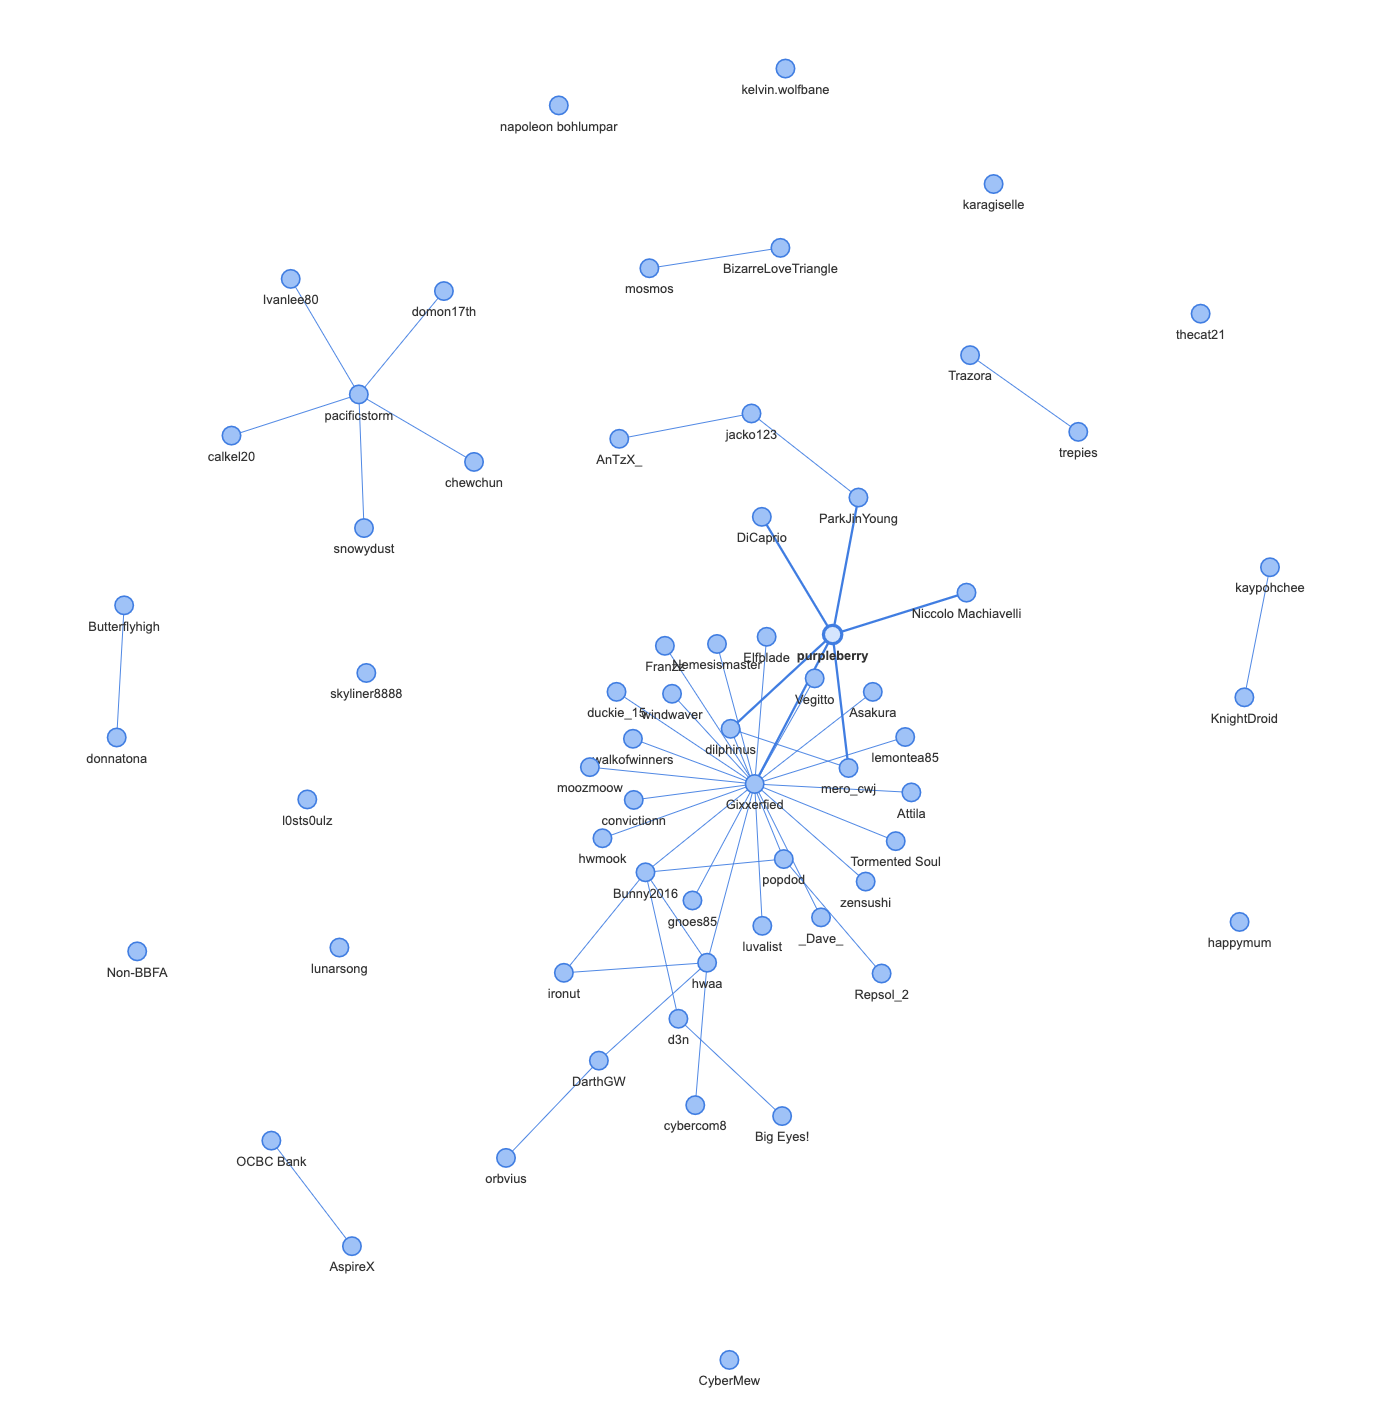 kelvin.wolfbane
napoleon bohlumpar
karagiselle
BizarreLoveTriangle
mosmos
Ivanlee80
domon17th
thecat21
Trazora
pacificstorm
jacko123
calkel20
AnTzX_
trepies
chewchun
ParkJinYoung
DiCaprio
snowydust
kaypohchee
Niccolo Machiavelli
Butterflyhigh
purpleberry
Elfblade
Nemesismaster
Franzz
skyliner8888
Vegitto
Asakura
duckie_15
windwaver
KnightDroid
dilphinus
lemontea85
donnatona
walkofwinners
moozmoow
mero_cwj
Gixxerfied
Attila
l0sts0ulz
convictionn
hwmook
Tormented Soul
popdod
Bunny2016
zensushi
gnoes85
_Dave_
luvalist
happymum
lunarsong
Non-BBFA
hwaa
ironut
Repsol_2
d3n
DarthGW
cybercom8
Big Eyes!
OCBC Bank
orbvius
AspireX
CyberMew